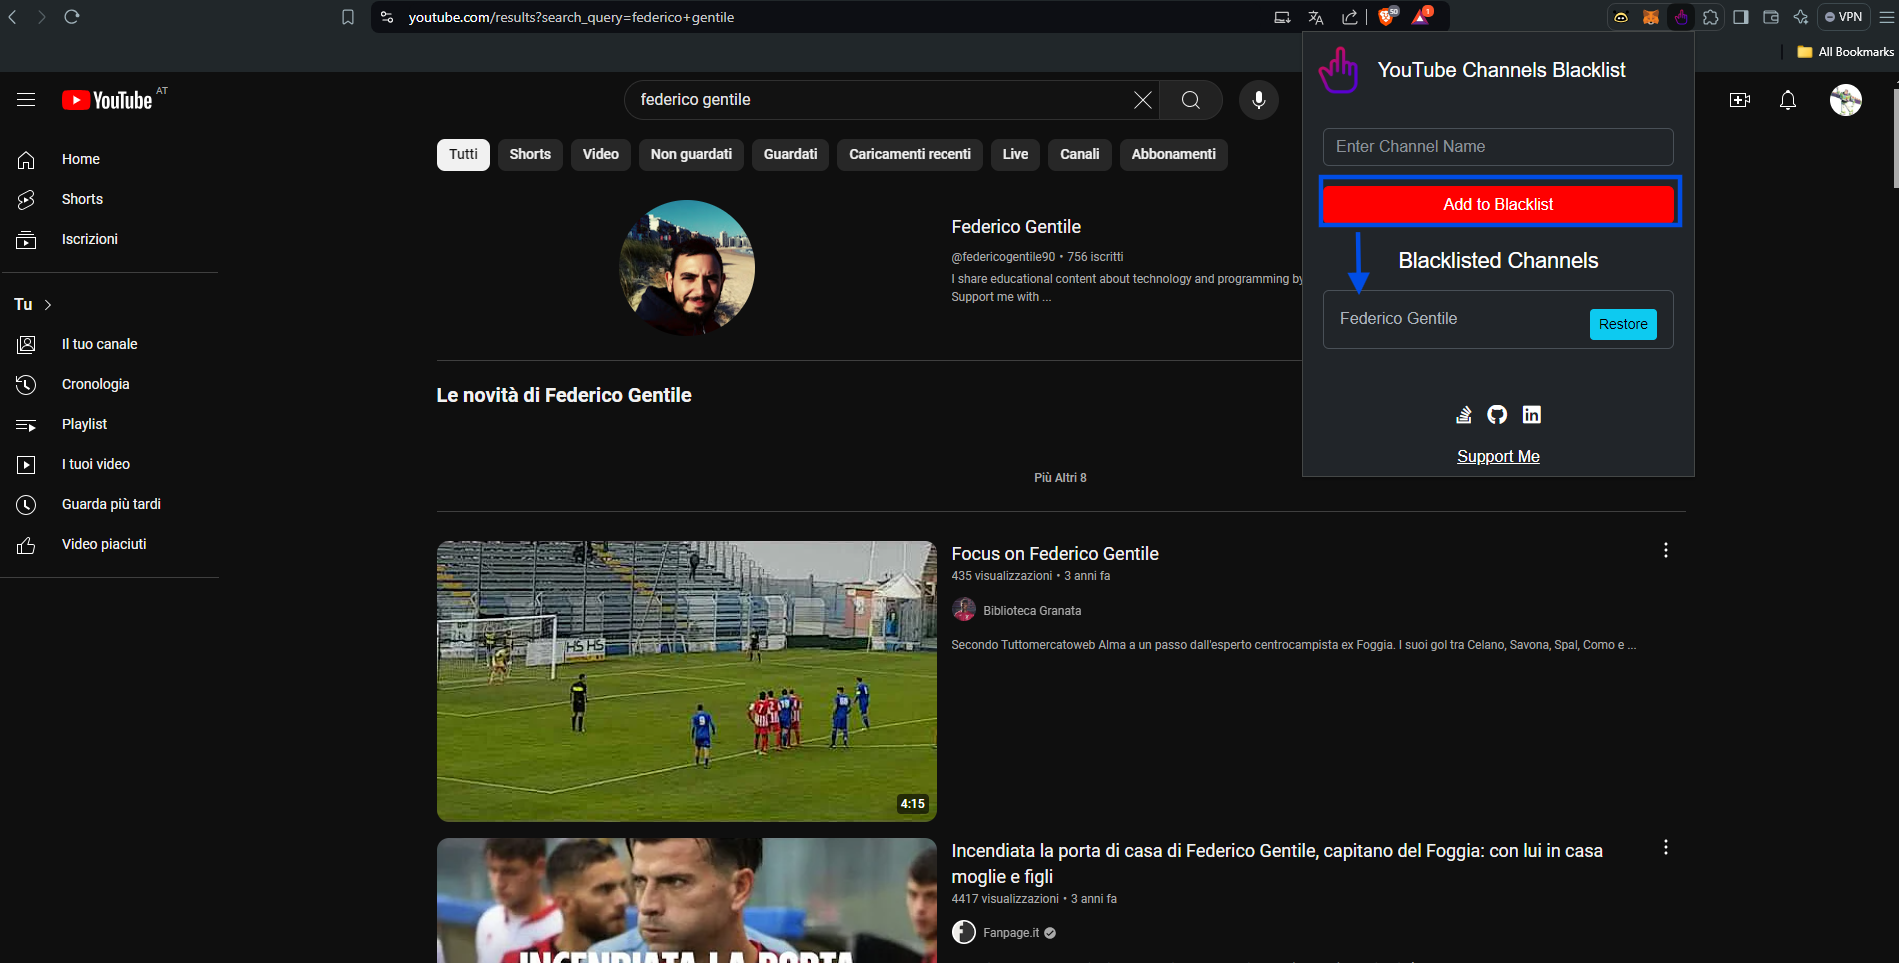 youtube.com/results?search_query=federico+gentile
50
1
VPN
All Bookmarks
YouTube AT
federico gentile
Home
Shorts
Iscrizioni
Tu
Il tuo canale
Cronologia
Playlist
I tuoi video
Guarda più tardi
Video piaciuti
Tutti
Shorts
Video
Non guardati
Guardati
Caricamenti recenti
Live
Canali
Abbonamenti
Federico Gentile
@federicogentile90 • 756 iscritti
I share educational content about technology and programming by
Support me with ...
Le novità di Federico Gentile
Più Altri 8
HS HS
9
7
4:15
Focus on Federico Gentile
435 visualizzazioni • 3 anni fa
Biblioteca Granata
Secondo Tuttomercatoweb Alma a un passo dall'esperto centrocampista ex Foggia. I suoi gol tra Celano, Savona, Spal, Como e ...
INCENDIATA LA PORTA
Incendiata la porta di casa di Federico Gentile, capitano del Foggia: con lui in casa
moglie e figli
4417 visualizzazioni • 3 anni fa
Fanpage.it
YouTube Channels Blacklist
Enter Channel Name
Add to Blacklist
Blacklisted Channels
Federico Gentile
Restore
in
Support Me